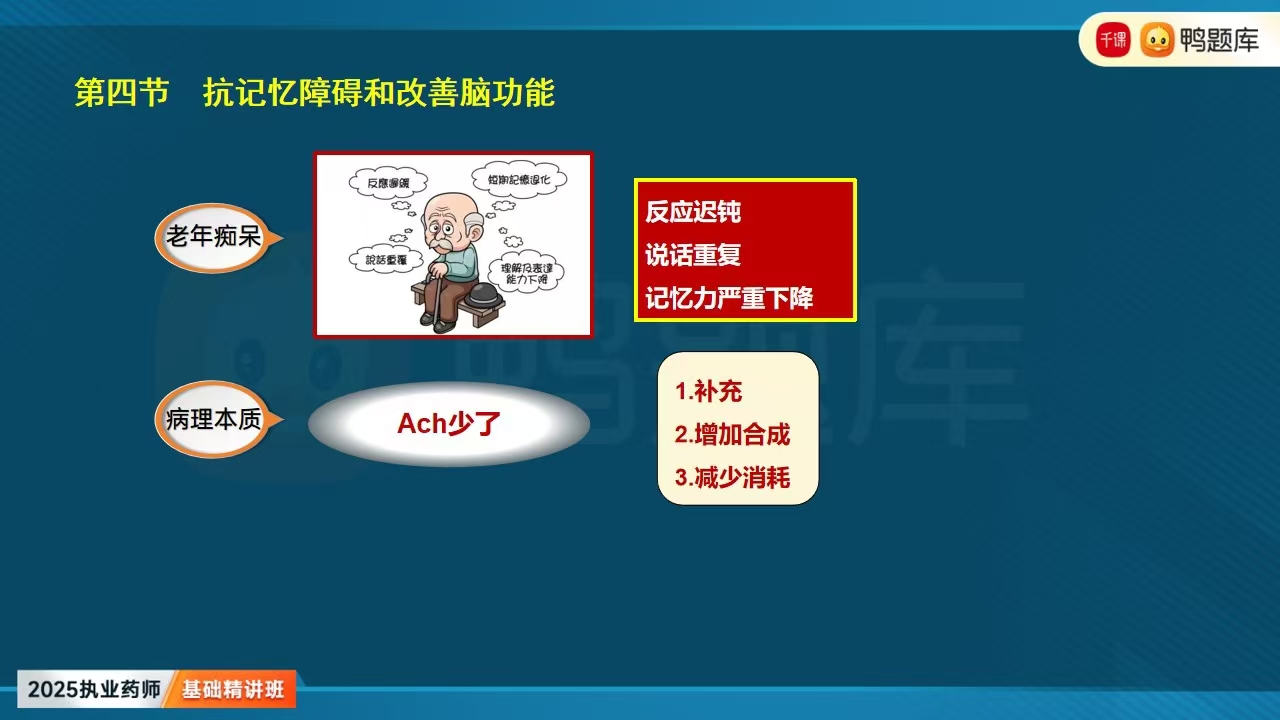 千课
鸭题库
第四节 抗记忆障碍和改善脑功能
老年痴呆
反應遲緩
短期記憶退化
說話重覆
理解及表達
能力下降
反应迟钝
说话重复
记忆力严重下降
病理本质
Ach少了
1.补充
2.增加合成
3.减少消耗
鸭题库
2025执业药师
基础精讲班